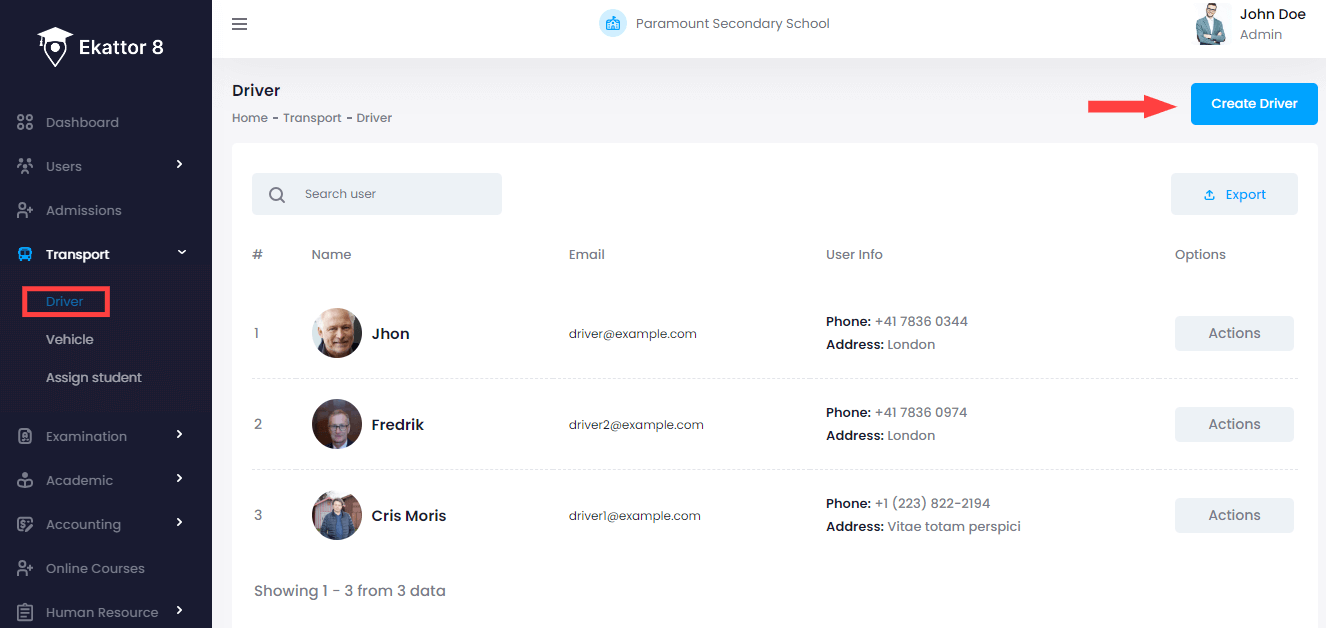 Ekattor 8
Paramount Secondary School
John Doe
Admin
Dashboard
Users
Admissions
Transport
Driver
Vehicle
Assign student
Examination
Academic
Accounting
Online Courses
Human Resource
Driver
Home - Transport - Driver
Create Driver
Search user
Export
# Name Email User Info Options
1 Jhon driver@example.com Phone: +41 7836 0344 Actions
Address: London
2 Fredrik driver2@example.com Phone: +41 7836 0974 Actions
Address: London
3 Cris Moris driver1@example.com Phone: +1 (223) 822-2194 Actions
Address: Vitae totam perspici
Showing 1 - 3 from 3 data